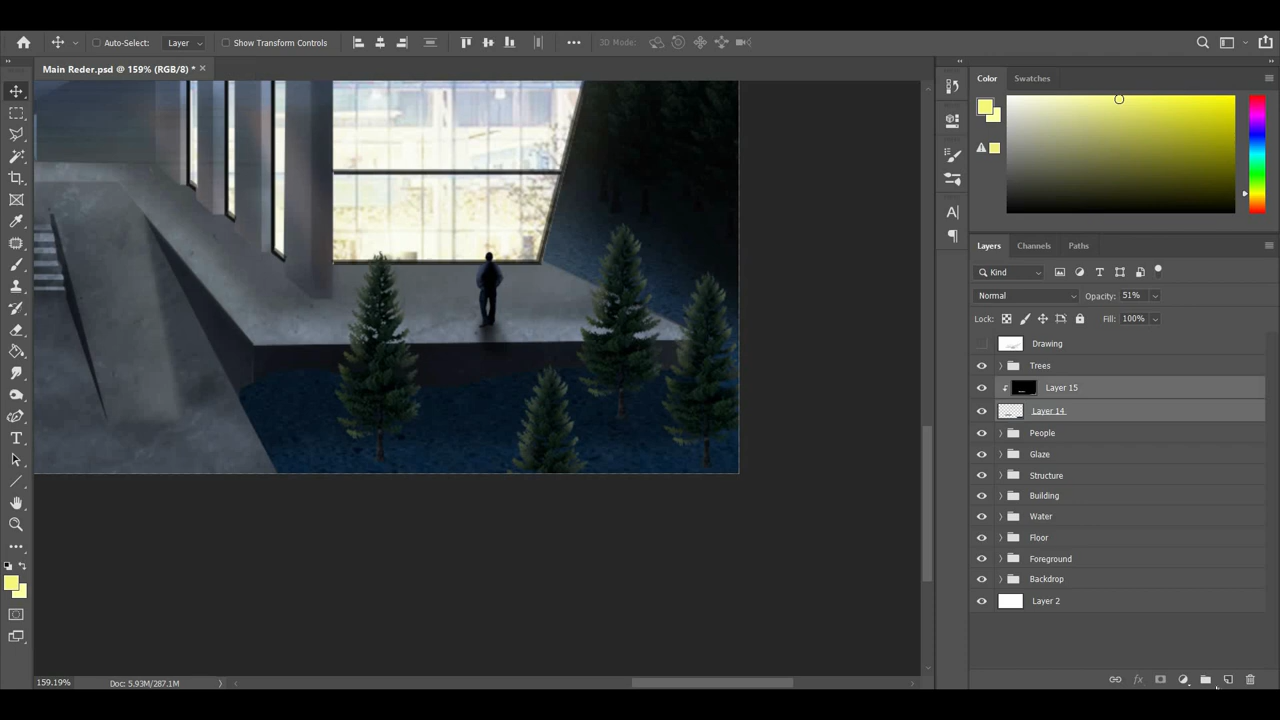 Auto-Select: Layer Show Transform Controls 3D Mode:
Main Reder.psd @ 159% (RGB/8) *
Color Swatches
Layers Channels Paths
Kind
Normal Opacity: 51%
Lock: Fill: 100%
Drawing
Trees
Layer 15
Layer 14
People
Glaze
Structure
Building
Water
Floor
Foreground
Backdrop
Layer 2
159.19% Doc: 5.93M/287.1M